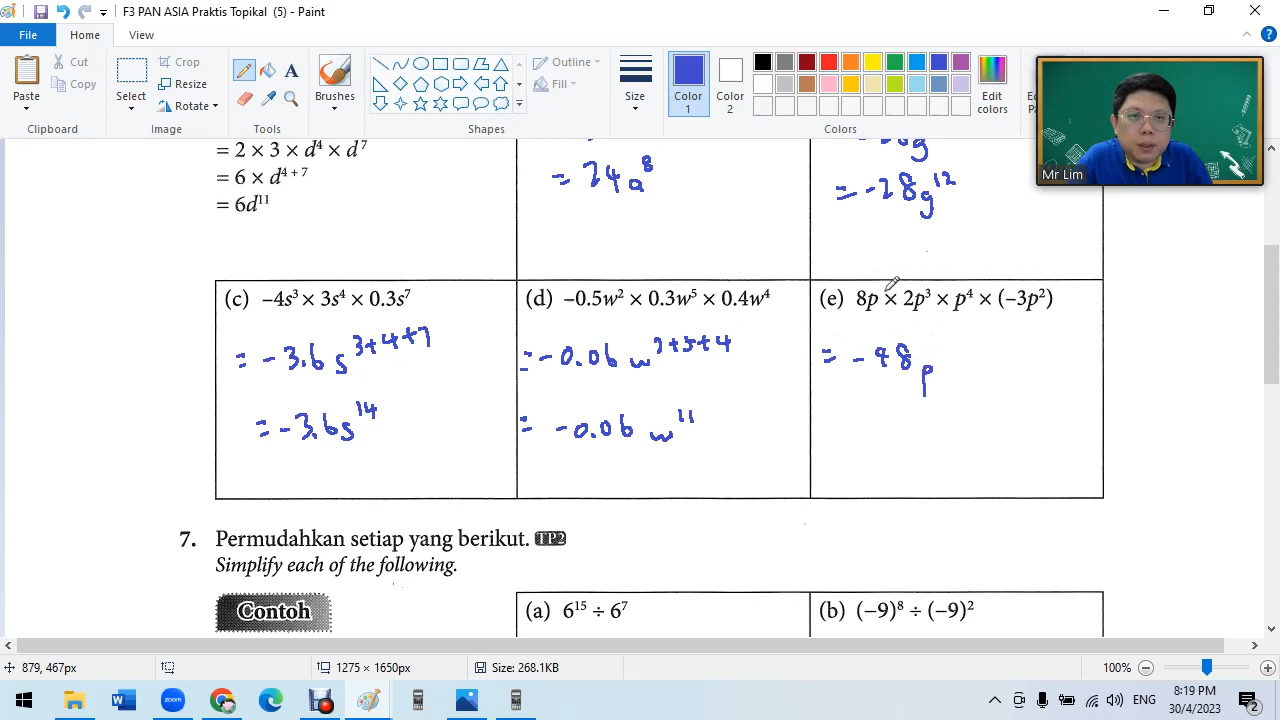 F3 PAN ASIA Praktis Topikal (5) - Paint
File Home View
Paste Cut Copy Clipboard
Select Crop Resize Rotate Image
Tools
Brushes
Outline Fill Shapes
Size
Color 1 Color 2 Edit colors Colors
Mr Lim
= 2 × 3 × d⁴ × d⁷
= 6 × d⁴⁺⁷
= 6d¹¹
= 24a⁸
= -28g¹²
(c) –4s³ × 3s⁴ × 0.3s⁷
= -3.6 s³⁺⁴⁺⁷
= -3.6s¹⁴
(d) –0.5w² × 0.3w⁵ × 0.4w⁴
= -0.06 w²⁺⁵⁺⁴
= -0.06 w¹¹
(e) 8p × 2p³ × p⁴ × (–3p²)
= -48p
7. Permudahkan setiap yang berikut. TP2
Simplify each of the following.
Contoh
(a) 6¹⁵ ÷ 6⁷
(b) (–9)⁸ ÷ (–9)²
879, 467px
1275 × 1650px
Size: 268.1KB
100%
ENG
8:19 PM
30/4/2023
2